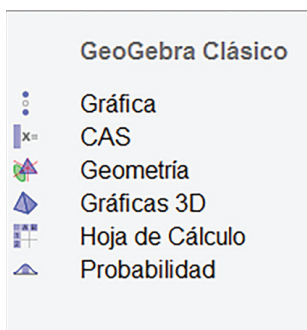 GeoGebra Clásico
Gráfica
x=
CAS
Geometría
Gráficas 3D
Hoja de Cálculo
Probabilidad